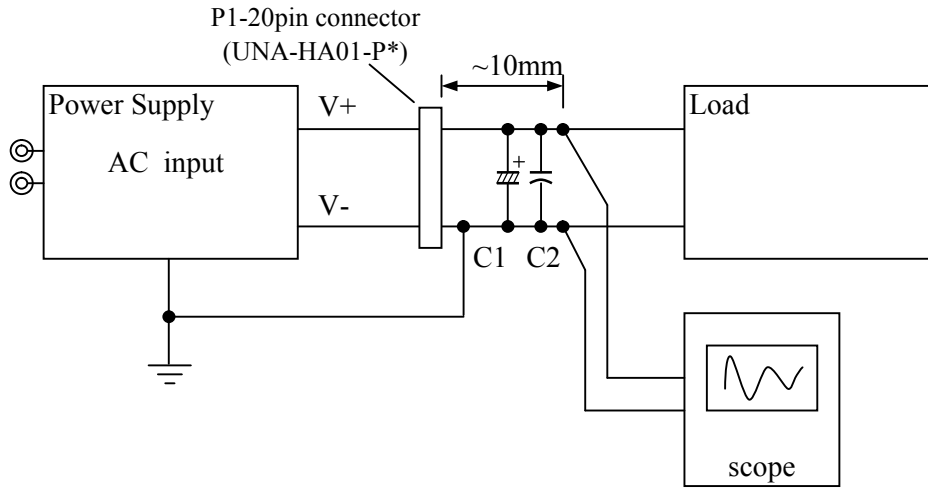 P1-20pin connector
(UNA-HA01-P*)
~10mm
Power Supply
AC input
V+
V-
+
C1 C2
Load
scope